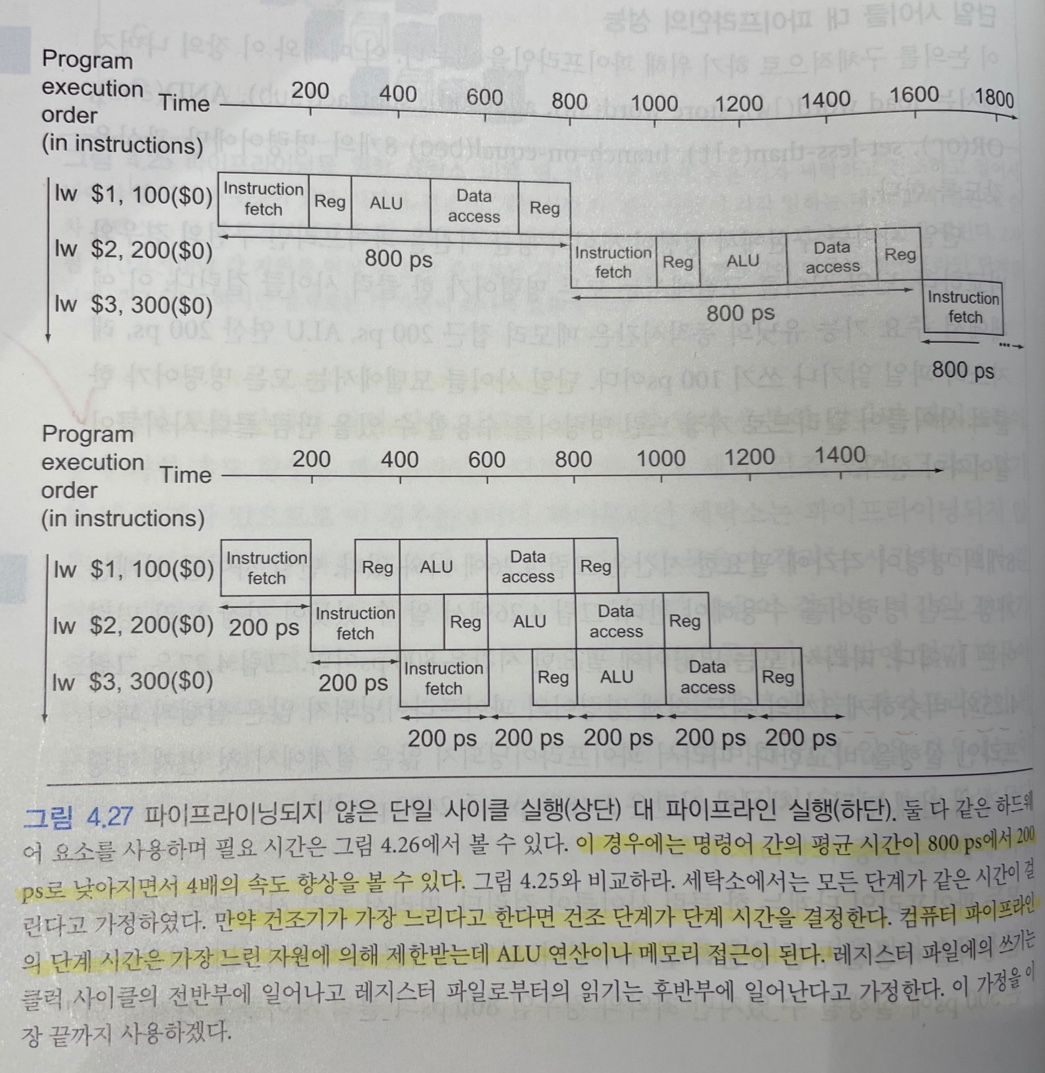 Program
execution
order
(in instructions)
Time
200 400 600 800 1000 1200 1400 1600 1800
lw $1, 100($0)
Instruction fetch Reg ALU Data access Reg
lw $2, 200($0)
800 ps
Instruction fetch Reg ALU Data access Reg
lw $3, 300($0)
800 ps
Instruction fetch
...
800 ps
Program
execution
order
(in instructions)
Time
200 400 600 800 1000 1200 1400
lw $1, 100($0)
Instruction fetch Reg ALU Data access Reg
lw $2, 200($0)
200 ps
Instruction fetch Reg ALU Data access Reg
lw $3, 300($0)
200 ps
Instruction fetch Reg ALU Data access Reg
200 ps 200 ps 200 ps 200 ps 200 ps
그림 4.27 파이프라이닝되지 않은 단일 사이클 실행(상단) 대 파이프라인 실행(하단). 둘 다 같은 하드웨
어 요소를 사용하며 필요 시간은 그림 4.26에서 볼 수 있다. 이 경우에는 명령어 간의 평균 시간이 800 ps에서 200
ps로 낮아지면서 4배의 속도 향상을 볼 수 있다. 그림 4.25와 비교하라. 세탁소에서는 모든 단계가 같은 시간이 걸
린다고 가정하였다. 만약 건조기가 가장 느리다고 한다면 건조 단계가 단계 시간을 결정한다. 컴퓨터 파이프라인
의 단계 시간은 가장 느린 자원에 의해 제한받는데 ALU 연산이나 메모리 접근이 된다. 레지스터 파일에의 쓰기는
클럭 사이클의 전반부에 일어나고 레지스터 파일로부터의 읽기는 후반부에 일어난다고 가정한다. 이 가정을 이
장 끝까지 사용하겠다.